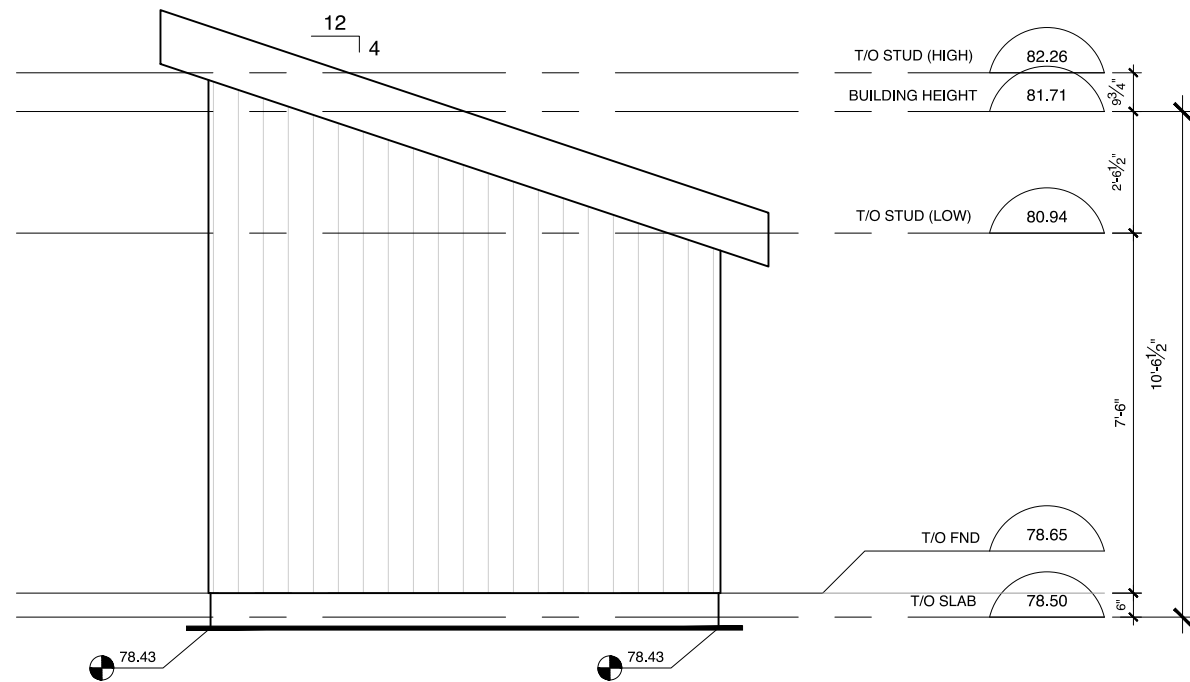 12
4
T/O STUD (HIGH) 82.26
9¾"
BUILDING HEIGHT 81.71
2'-6½"
T/O STUD (LOW) 80.94
10'-6½"
7'-6"
T/O FND 78.65
T/O SLAB 78.50
6"
78.43
78.43